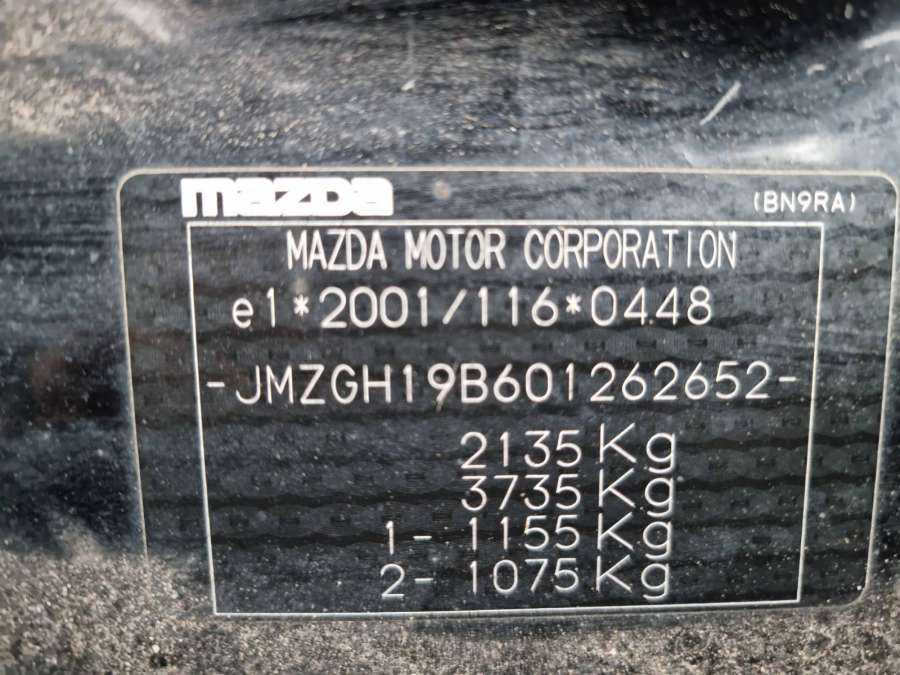 mazda
(BN9RA)
MAZDA MOTOR CORPORATION
e1*2001/116*0448
-JMZGH19B601262652-
2135Kg
3735Kg
1- 1155Kg
2- 1075Kg